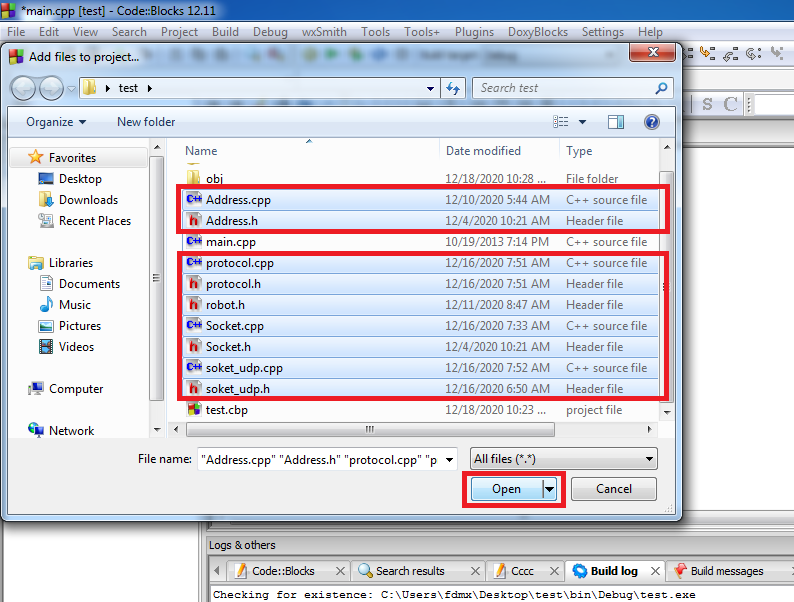 *main.cpp [test] - Code::Blocks 12.11
File Edit View Search Project Build Debug wxSmith Tools Tools+ Plugins DoxyBlocks Settings Help
Add files to project...
test
Search test
Organize New folder
Name Date modified Type
Favorites
Desktop
Downloads
Recent Places
Libraries
Documents
Music
Pictures
Videos
Computer
Network
obj 12/18/2020 10:28 ... File folder
Address.cpp 12/10/2020 5:44 AM C++ source file
Address.h 12/4/2020 10:21 AM Header file
main.cpp 10/19/2013 7:14 PM C++ source file
protocol.cpp 12/16/2020 7:51 AM C++ source file
protocol.h 12/16/2020 7:51 AM Header file
robot.h 12/11/2020 8:47 AM Header file
Socket.cpp 12/16/2020 7:33 AM C++ source file
Socket.h 12/4/2020 10:21 AM Header file
soket_udp.cpp 12/16/2020 7:52 AM C++ source file
soket_udp.h 12/16/2020 6:50 AM Header file
test.cbp 12/18/2020 10:23 ... project file
File name: "Address.cpp" "Address.h" "protocol.cpp" "p All files (*.*)
Open Cancel
S C
Logs & others
Code::Blocks Search results Cccc Build log Build messages
Checking for existence: C:\Users\fdmx\Desktop\test\bin\Debug\test.exe